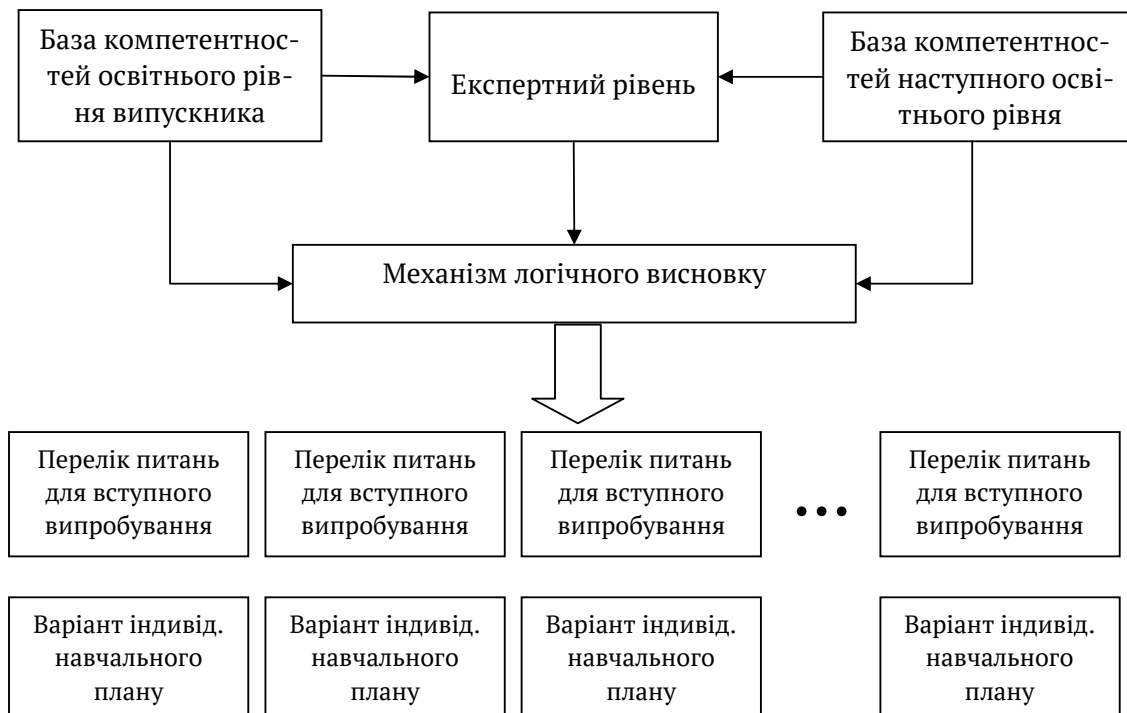 База компетентнос-
тей освітнього рів-
ня випускника
Експертний рівень
База компетентнос-
тей наступного осві-
тнього рівня
Механізм логічного висновку
Перелік питань
для вступного
випробування
Перелік питань
для вступного
випробування
Перелік питань
для вступного
випробування
...
Перелік питань
для вступного
випробування
Варіант індивід.
навчального
плану
Варіант індивід.
навчального
плану
Варіант індивід.
навчального
плану
Варіант індивід.
навчального
плану